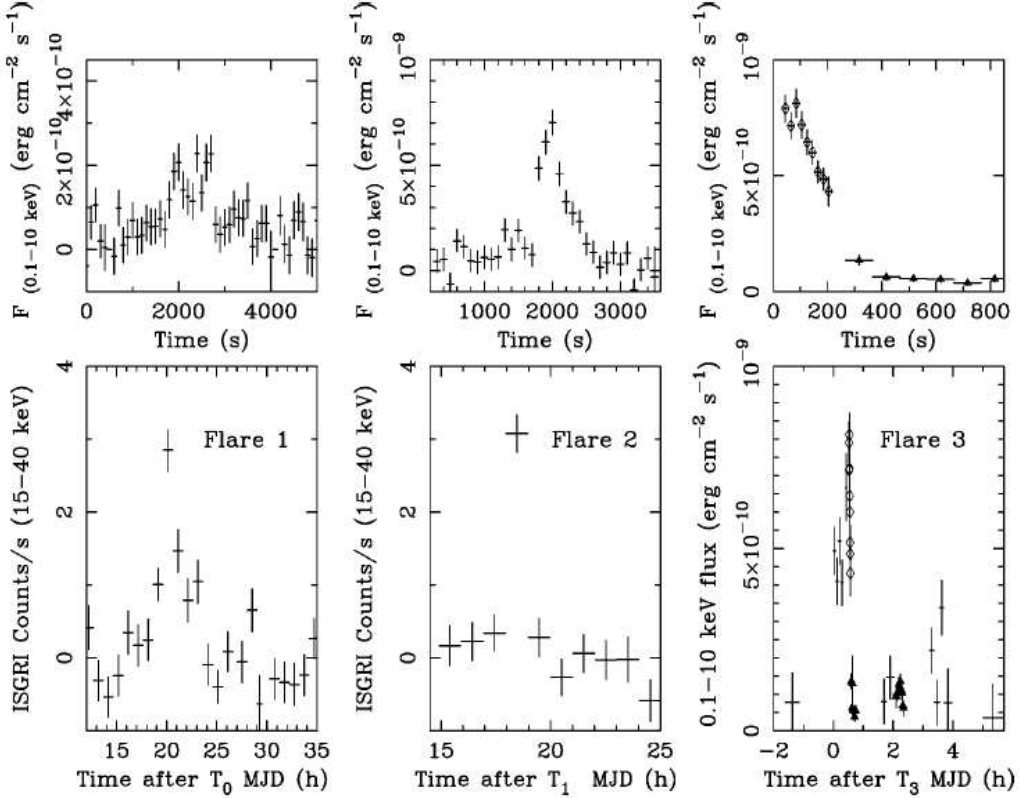 F (0.1−10 keV) (erg cm−2 s−1)
0 2×10−10 4×10−10
0 2000 4000
Time (s)
F (0.1−10 keV) (erg cm−2 s−1)
0 5×10−10 10−9
1000 2000 3000
Time (s)
F (0.1−10 keV) (erg cm−2 s−1)
0 5×10−10 10−9
0 200 400 600 800
Time (s)
ISGRI Counts/s (15−40 keV)
0 2 4
Flare 1
15 20 25 30 35
Time after T0 MJD (h)
ISGRI Counts/s (15−40 keV)
0 2 4
Flare 2
15 20 25
Time after T1 MJD (h)
0.1−10 keV flux (erg cm−2 s−1)
0 5×10−10 10−9
Flare 3
−2 0 2 4
Time after T3 MJD (h)